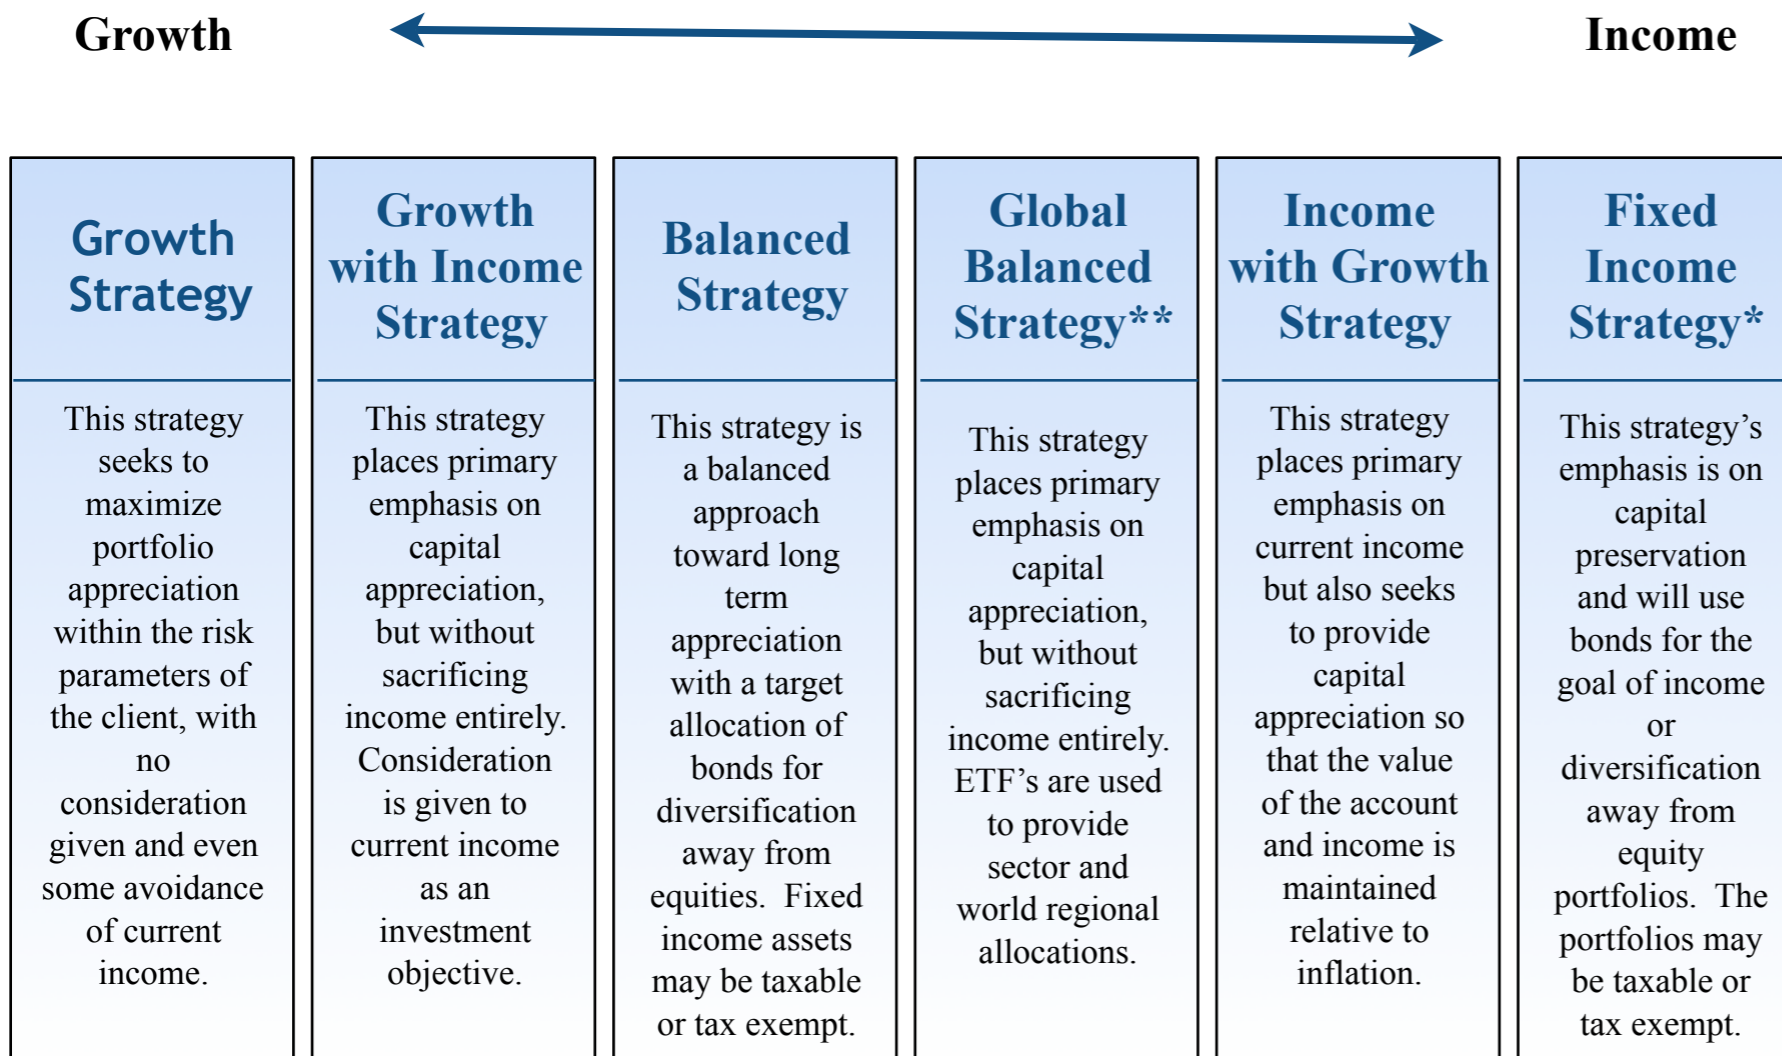 Growth
Income
Growth
Strategy
This strategy
seeks to
maximize
portfolio
appreciation
within the risk
parameters of
the client, with
no
consideration
given and even
some avoidance
of current
income.
Growth
with Income
Strategy
This strategy
places primary
emphasis on
capital
appreciation,
but without
sacrificing
income entirely.
Consideration
is given to
current income
as an
investment
objective.
Balanced
Strategy
This strategy is
a balanced
approach
toward long
term
appreciation
with a target
allocation of
bonds for
diversification
away from
equities.  Fixed
income assets
may be taxable
or tax exempt.
Global
Balanced
Strategy**
This strategy
places primary
emphasis on
capital
appreciation,
but without
sacrificing
income entirely.
ETF’s are used
to provide
sector and
world regional
allocations.
Income
with Growth
Strategy
This strategy
places primary
emphasis on
current income
but also seeks
to provide
capital
appreciation so
that the value
of the account
and income is
maintained
relative to
inflation.
Fixed
Income
Strategy*
This strategy’s
emphasis is on
capital
preservation
and will use
bonds for the
goal of income
or
diversification
away from
equity
portfolios.  The
portfolios may
be taxable or
tax exempt.